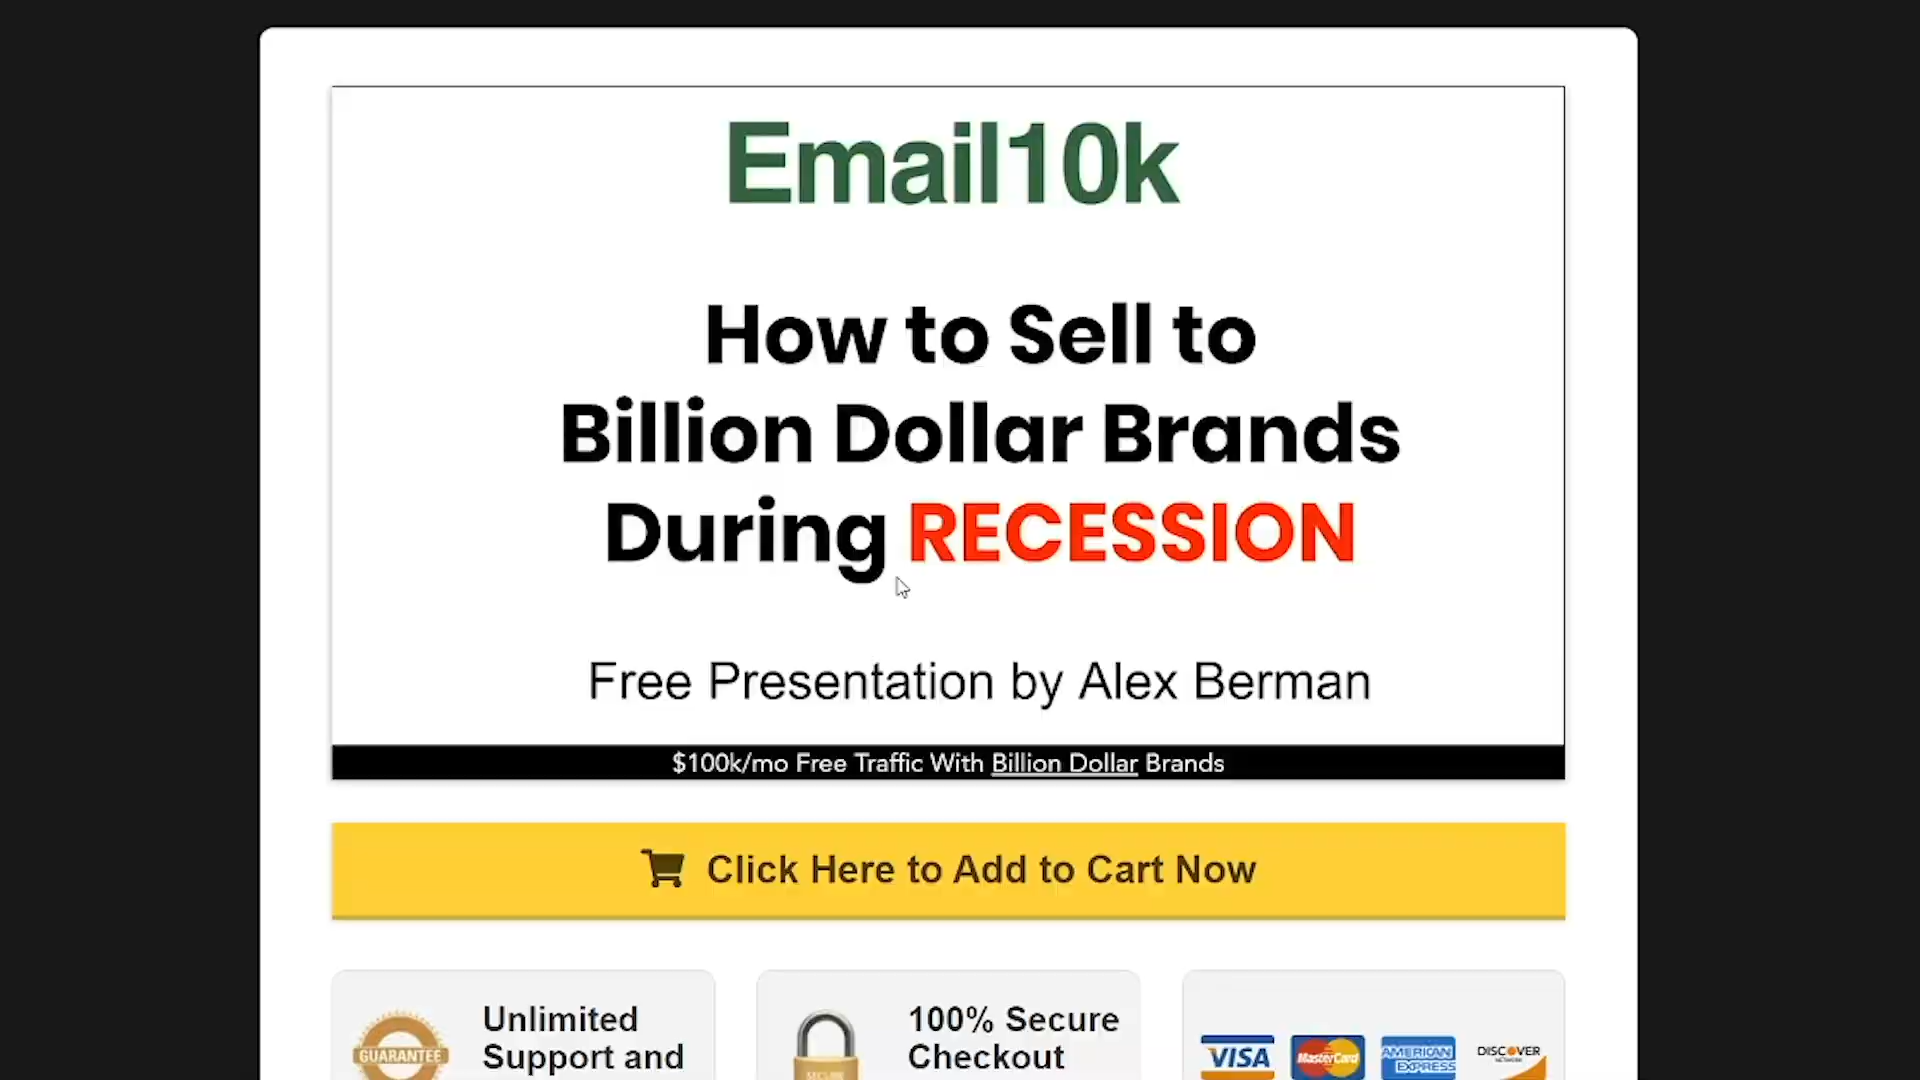 Email10k
How to Sell to
Billion Dollar Brands
During RECESSION
Free Presentation by Alex Berman
$100k/mo Free Traffic With Billion Dollar Brands
Click Here to Add to Cart Now
GUARANTEE
Unlimited
Support and
SECURE
100% Secure
Checkout
VISA
MasterCard
AMERICAN
EXPRESS
DISCOVER
NETWORK